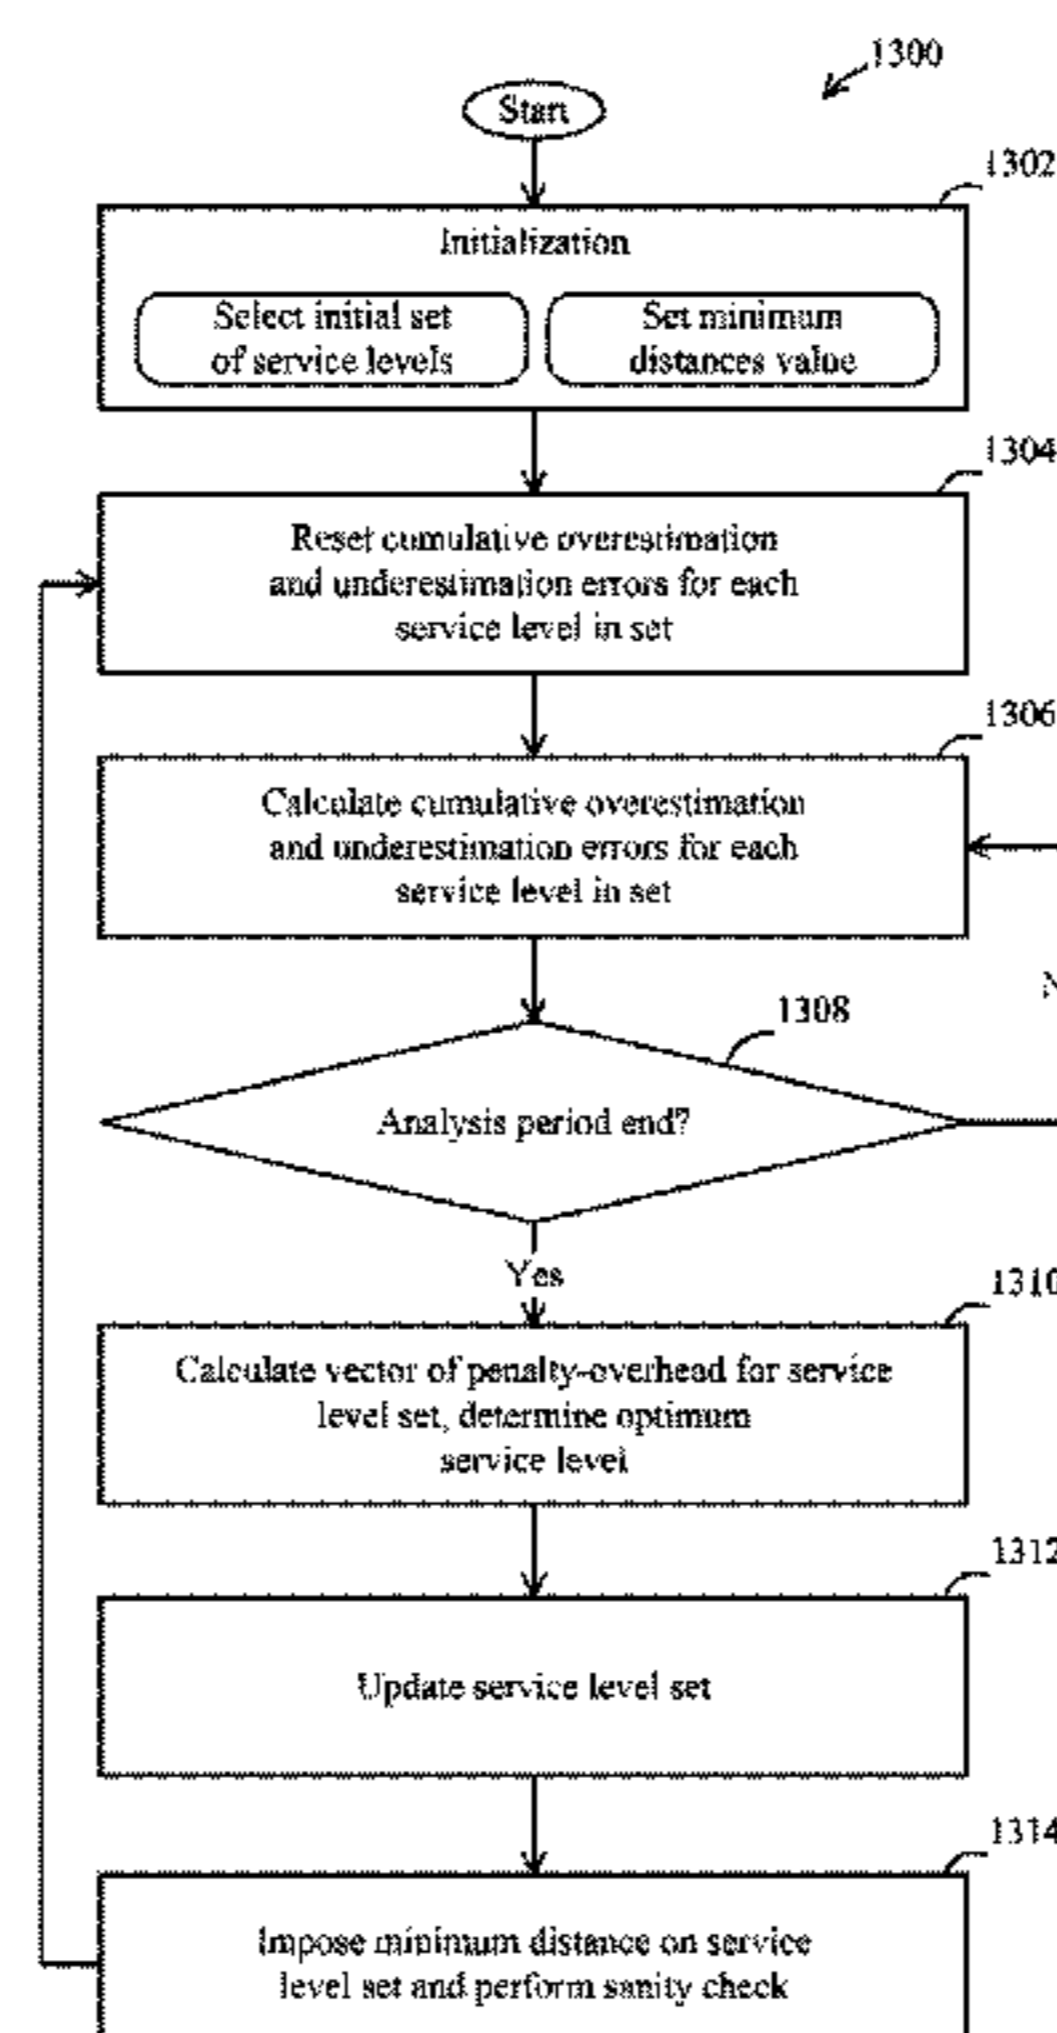 1300
Start
1302
Initialization
Select initial set
of service levels
Set minimum
distances value
1304
Reset cumulative overestimation
and underestimation errors for each
service level in set
1306
Calculate cumulative overestimation
and underestimation errors for each
service level in set
1308
Analysis period end?
Yes
1310
Calculate vector of penalty-overhead for service
level set, determine optimum
service level
1312
Update service level set
1314
Impose minimum distance on service
level set and perform sanity check